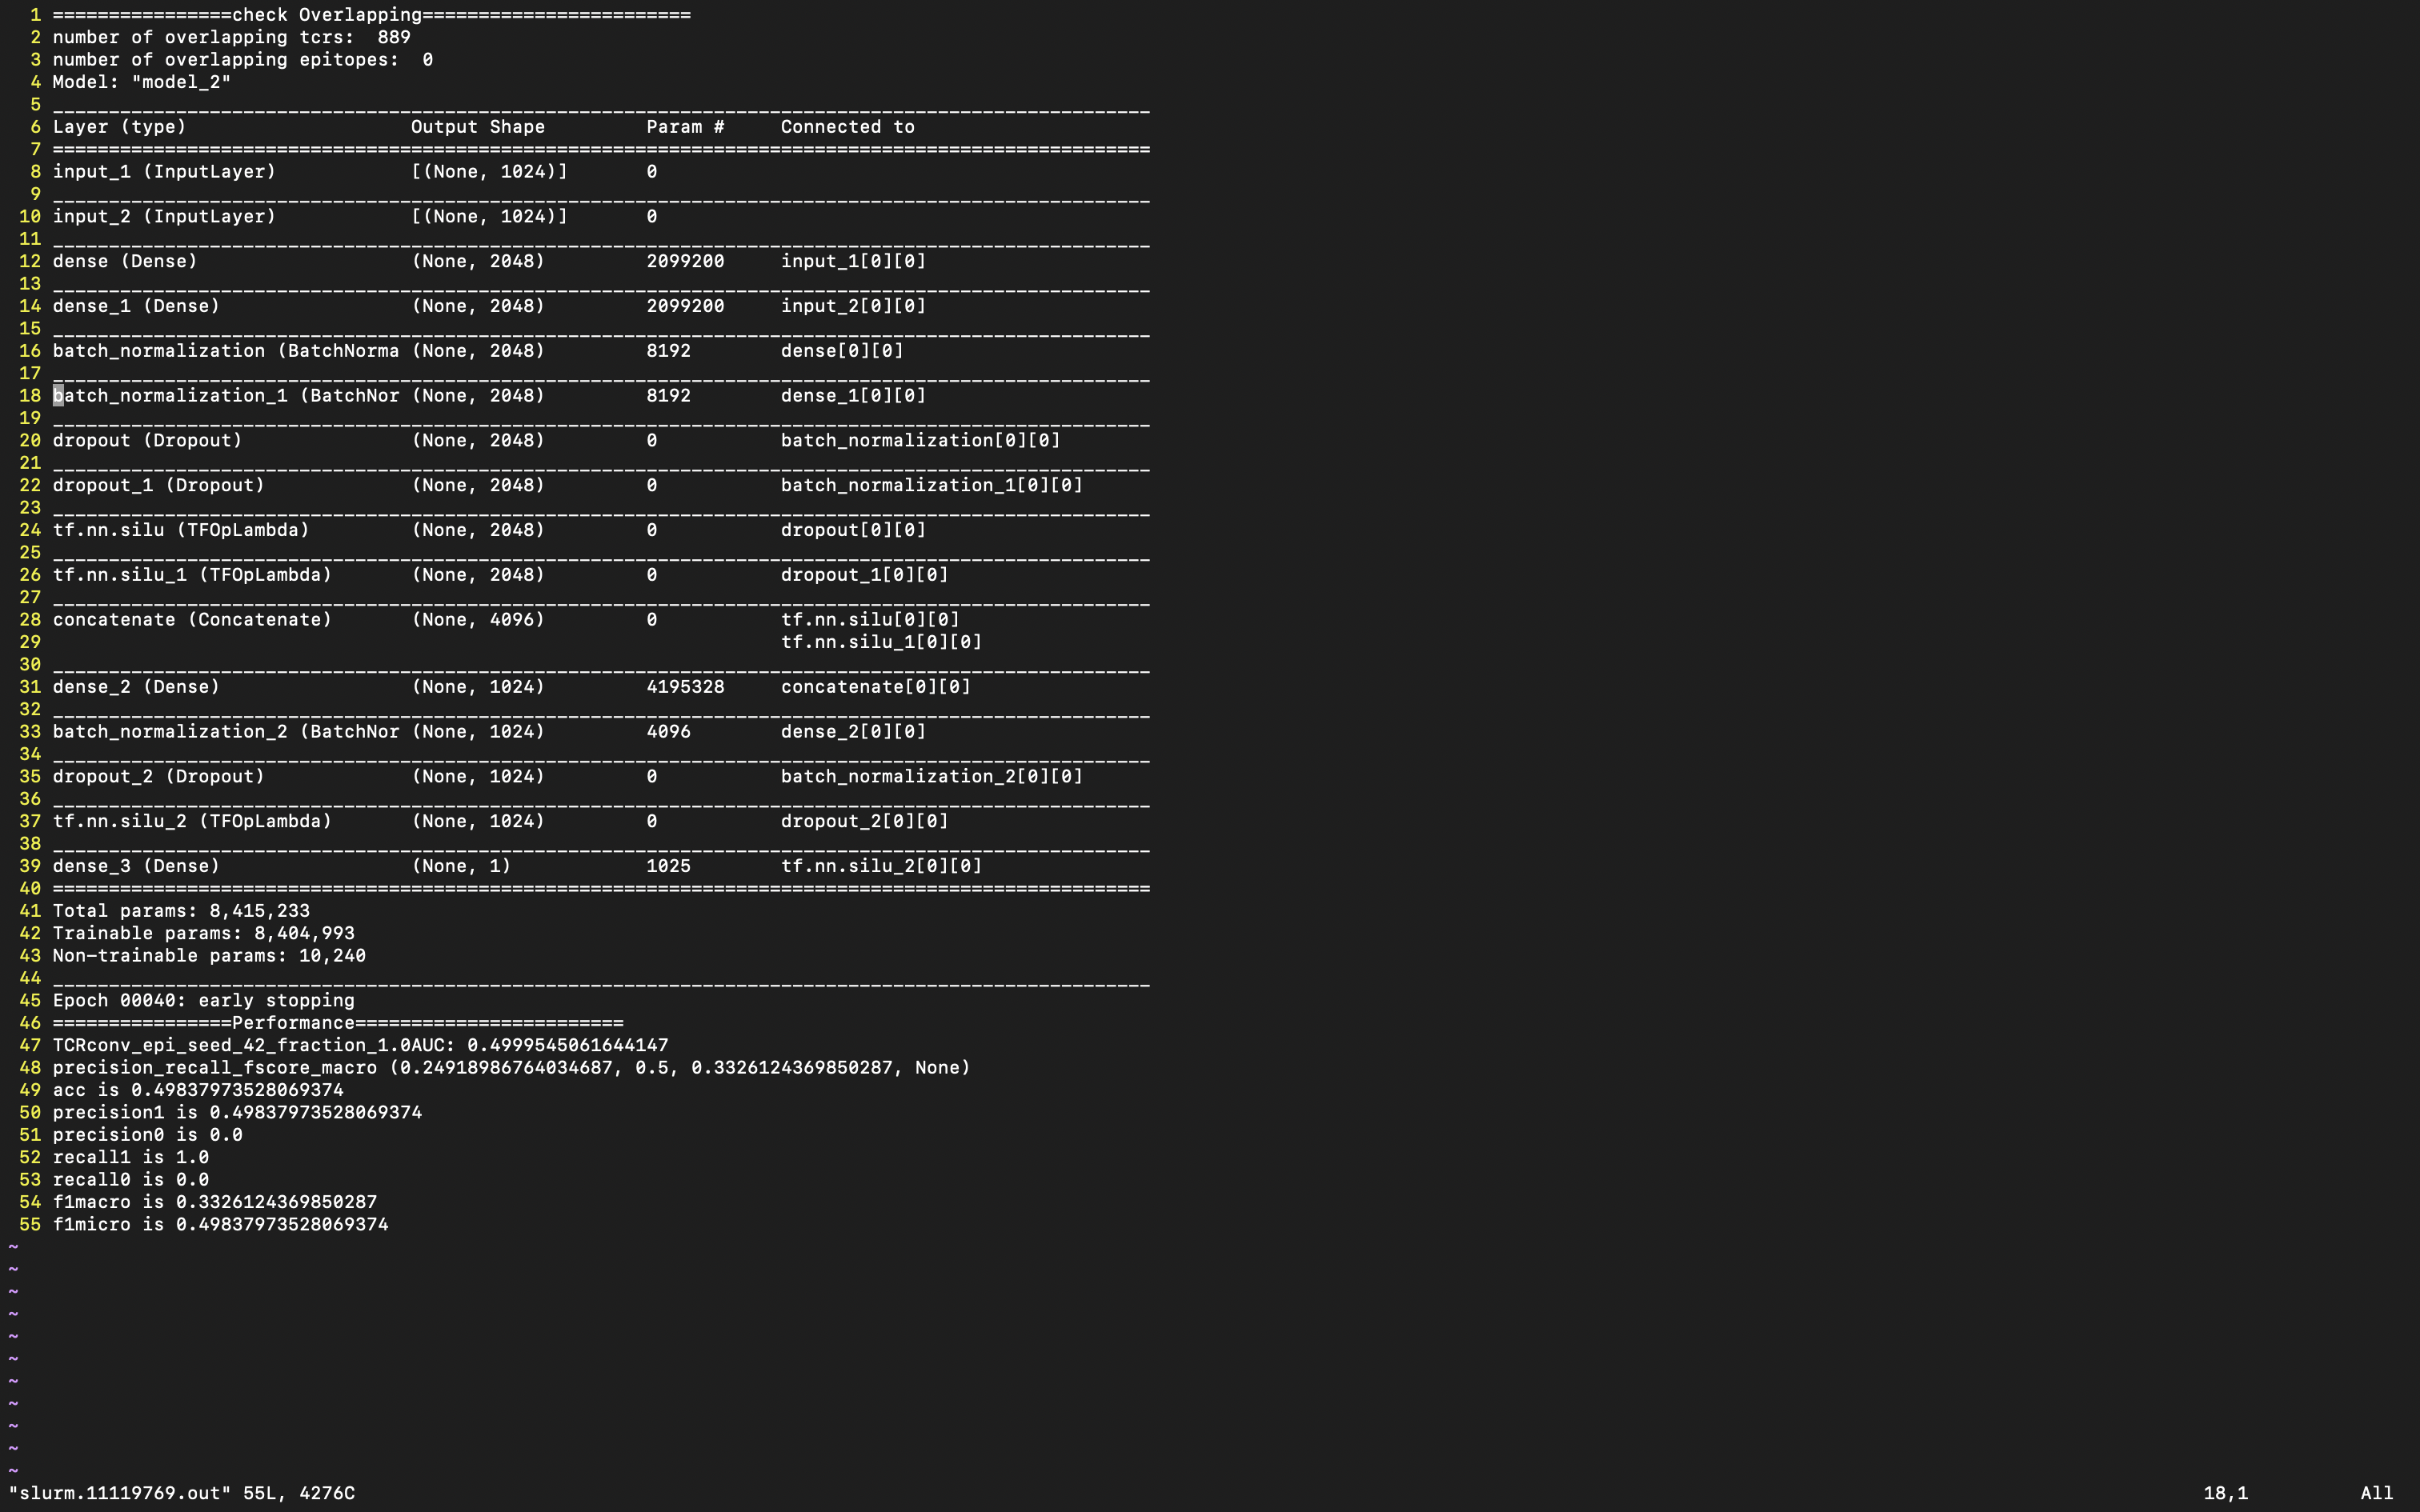 1 ================check Overlapping========================
2 number of overlapping tcrs:  889
3 number of overlapping epitopes:  0
4 Model: "model_2"
5 __________________________________________________________________________________________________
6 Layer (type)                    Output Shape         Param #     Connected to
7 ==================================================================================================
8 input_1 (InputLayer)            [(None, 1024)]       0
9 __________________________________________________________________________________________________
10 input_2 (InputLayer)            [(None, 1024)]       0
11 __________________________________________________________________________________________________
12 dense (Dense)                   (None, 2048)         2099200     input_1[0][0]
13 __________________________________________________________________________________________________
14 dense_1 (Dense)                 (None, 2048)         2099200     input_2[0][0]
15 __________________________________________________________________________________________________
16 batch_normalization (BatchNorma (None, 2048)         8192        dense[0][0]
17 __________________________________________________________________________________________________
18 batch_normalization_1 (BatchNor (None, 2048)         8192        dense_1[0][0]
19 __________________________________________________________________________________________________
20 dropout (Dropout)               (None, 2048)         0           batch_normalization[0][0]
21 __________________________________________________________________________________________________
22 dropout_1 (Dropout)             (None, 2048)         0           batch_normalization_1[0][0]
23 __________________________________________________________________________________________________
24 tf.nn.silu (TFOpLambda)         (None, 2048)         0           dropout[0][0]
25 __________________________________________________________________________________________________
26 tf.nn.silu_1 (TFOpLambda)       (None, 2048)         0           dropout_1[0][0]
27 __________________________________________________________________________________________________
28 concatenate (Concatenate)       (None, 4096)         0           tf.nn.silu[0][0]
29                                                                  tf.nn.silu_1[0][0]
30 __________________________________________________________________________________________________
31 dense_2 (Dense)                 (None, 1024)         4195328     concatenate[0][0]
32 __________________________________________________________________________________________________
33 batch_normalization_2 (BatchNor (None, 1024)         4096        dense_2[0][0]
34 __________________________________________________________________________________________________
35 dropout_2 (Dropout)             (None, 1024)         0           batch_normalization_2[0][0]
36 __________________________________________________________________________________________________
37 tf.nn.silu_2 (TFOpLambda)       (None, 1024)         0           dropout_2[0][0]
38 __________________________________________________________________________________________________
39 dense_3 (Dense)                 (None, 1)            1025        tf.nn.silu_2[0][0]
40 ==================================================================================================
41 Total params: 8,415,233
42 Trainable params: 8,404,993
43 Non-trainable params: 10,240
44 __________________________________________________________________________________________________
45 Epoch 00040: early stopping
46 ================Performance========================
47 TCRconv_epi_seed_42_fraction_1.0AUC: 0.4999545061644147
48 precision_recall_fscore_macro (0.24918986764034687, 0.5, 0.3326124369850287, None)
49 acc is 0.49837973528069374
50 precision1 is 0.49837973528069374
51 precision0 is 0.0
52 recall1 is 1.0
53 recall0 is 0.0
54 f1macro is 0.3326124369850287
55 f1micro is 0.49837973528069374
~
~
~
~
~
~
~
~
~
~
~
"slurm.11119769.out" 55L, 4276C                                                                  18,1          All